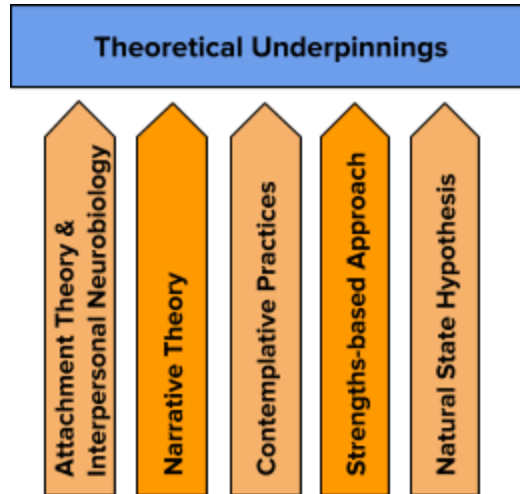 Theoretical Underpinnings
Attachment Theory &
Interpersonal Neurobiology
Narrative Theory
Contemplative Practices
Strengths-based Approach
Natural State Hypothesis